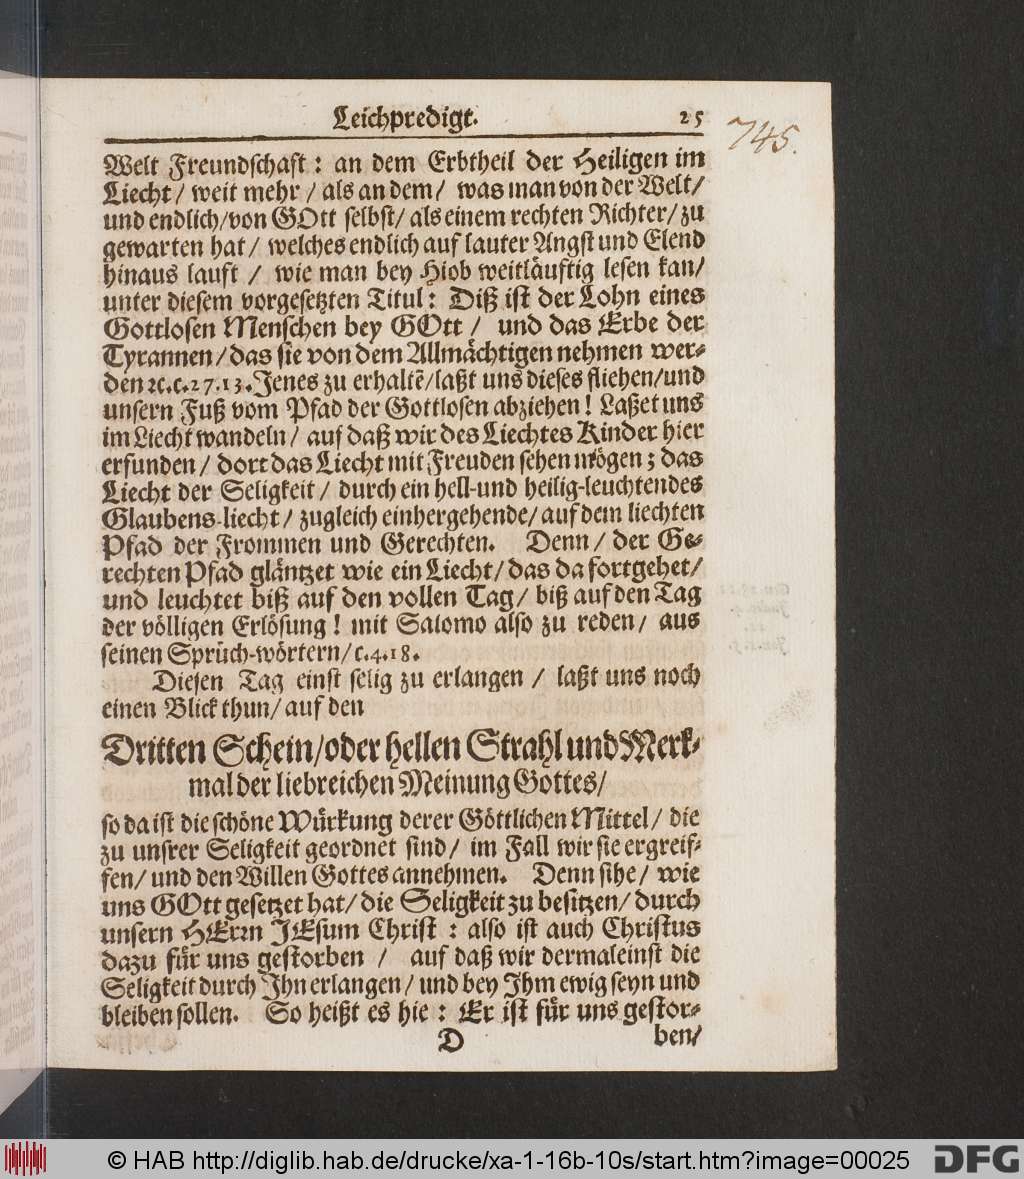 Leichpredigt. 25
745.
Welt Freundschaft: an dem Erbtheil der Heiligen im
Liecht/ weit mehr/ als an dem/ was man von der Welt/
und endlich/von GOtt selbst/ als einem rechten Richter/ zu
gewarten hat/ welches endlich auf lauter Angst und Elend
hinaus lauft / wie man bey Hiob weitläuftig lesen kan/
unter diesem vorgesetzten Titul: Diß ist der Lohn eines
Gottlosen Menschen bey GOtt/ und das Erbe der
Tyrannen/ das sie von dem Allmächtigen nehmen wer-
den ꝛc. c. 27. 13. Jenes zu erhaltẽ/ laßt uns dieses fliehen/und
unsern Fuß vom Pfad der Gottlosen abziehen! Laßet uns
im Liecht wandeln/ auf daß wir des Liechtes Kinder hier
erfunden/ dort das Liecht mit Freuden sehen mögen; das
Liecht der Seligkeit/ durch ein hell-und heilig-leuchtendes
Glaubens-liecht/ zugleich einhergehende/ auf dem liechten
Pfad der Frommen und Gerechten. Denn/ der Ge-
rechten Pfad gläntzet wie ein Liecht/ das da fortgehet/
und leuchtet biß auf den vollen Tag/ biß auf den Tag
der völligen Erlösung! mit Salomo also zu reden/ aus
seinen Sprüch-wörtern/ c. 4. 18.
Diesen Tag einst selig zu erlangen / laßt uns noch
einen Blick thun/ auf den
Dritten Schein/oder hellen Strahl und Merk-
mal der liebreichen Meinung Gottes/
so da ist die schöne Würkung derer Göttlichen Mittel/ die
zu unsrer Seligkeit geordnet sind/ im Fall wir sie ergreif-
fen/ und den Willen Gottes annehmen. Denn sihe/ wie
uns GOtt gesetzet hat/ die Seligkeit zu besitzen/ durch
unsern HErꝛn JEsum Christ: also ist auch Christus
dazu für uns gestorben / auf daß wir dermaleinst die
Seligkeit durch Jhn erlangen/ und bey Jhm ewig seyn und
bleiben sollen. So heißt es hie: Er ist für uns gestor-
D ben/
© HAB http://diglib.hab.de/drucke/xa-1-16b-10s/start.htm?image=00025
DFG